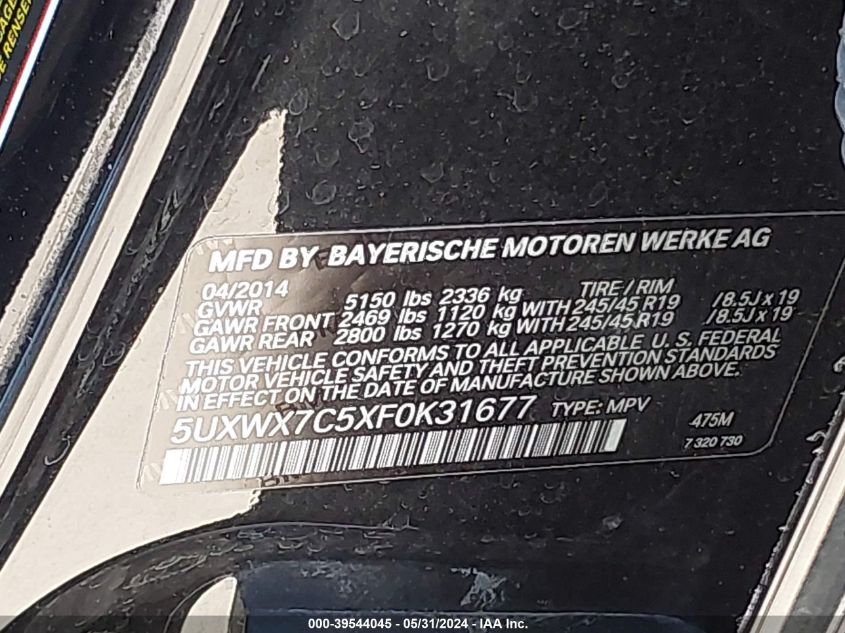 MFD BY BAYERISCHE MOTOREN WERKE AG
04/2014 TIRE / RIM
GVWR 5150 lbs 2336 kg
GAWR FRONT 2469 lbs 1120 kg WITH 245/45 R19 /8.5J x 19
GAWR REAR 2800 lbs 1270 kg WITH 245/45 R19 /8.5J x 19
THIS VEHICLE CONFORMS TO ALL APPLICABLE U. S. FEDERAL
MOTOR VEHICLE SAFETY AND THEFT PREVENTION STANDARDS
IN EFFECT ON THE DATE OF MANUFACTURE SHOWN ABOVE.
5UXWX7C5XF0K31677 TYPE: MPV 475M
7 320 730
000-39544045 - 05/31/2024 - IAA Inc.